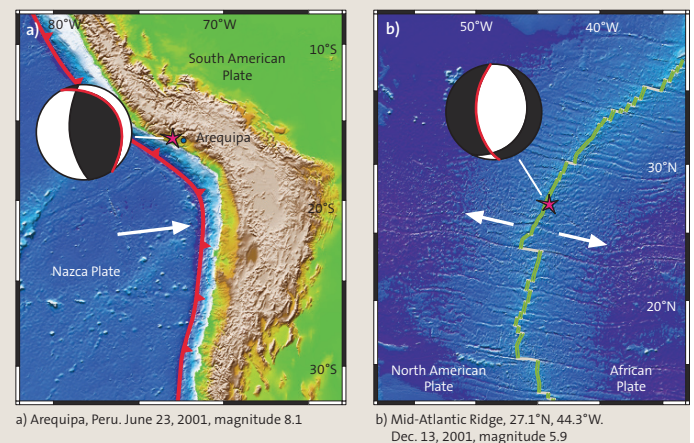 a)
80°W
70°W
10°S
South American
Plate
Arequipa
20°S
Nazca Plate
30°S
a) Arequipa, Peru. June 23, 2001, magnitude 8.1
b)
50°W
40°W
30°N
20°N
North American
Plate
African
Plate
b) Mid-Atlantic Ridge, 27.1°N, 44.3°W.
Dec. 13, 2001, magnitude 5.9